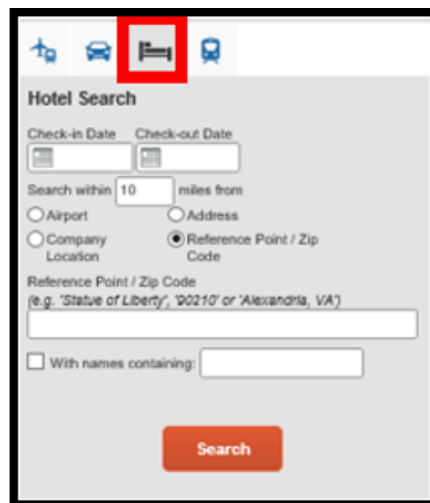 Hotel Search
Check-in Date Check-out Date
Search within 10 miles from
Airport Address
Company Location Reference Point / Zip Code
Reference Point / Zip Code
(e.g. 'Statue of Liberty', '90210' or 'Alexandria, VA')
With names containing:
Search